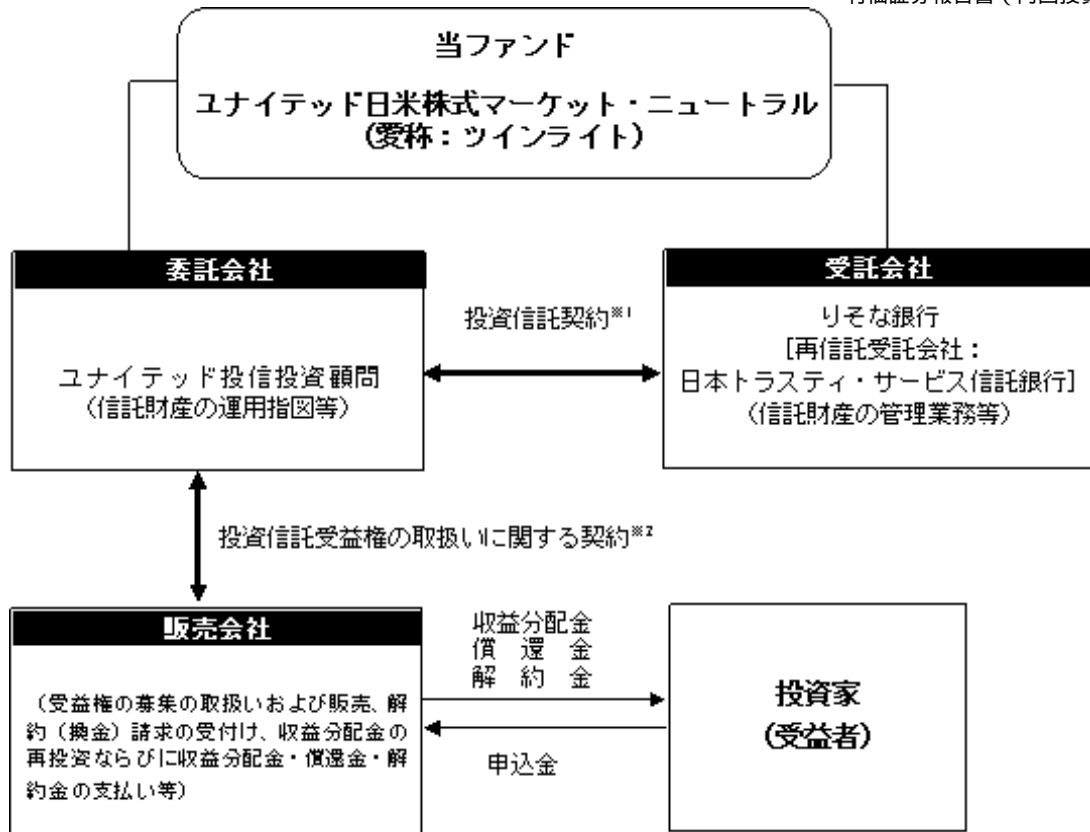 当ファンド
ユナイテッド日米株式マーケット・ニュートラル
（愛称：ツインライト）
委託会社
ユナイテッド投信投資顧問
（信託財産の運用指図等）
投資信託契約※1
受託会社
りそな銀行
［再信託受託会社：
日本トラスティ・サービス信託銀行］
（信託財産の管理業務等）
投資信託受益権の取扱いに関する契約※2
販売会社
（受益権の募集の取扱いおよび販売、解
約（換金）請求の受付け、収益分配金の
再投資ならびに収益分配金・償還金・解
約金の支払い等）
収益分配金
償　還　金
解　約　金
申込金
投資家
（受益者）